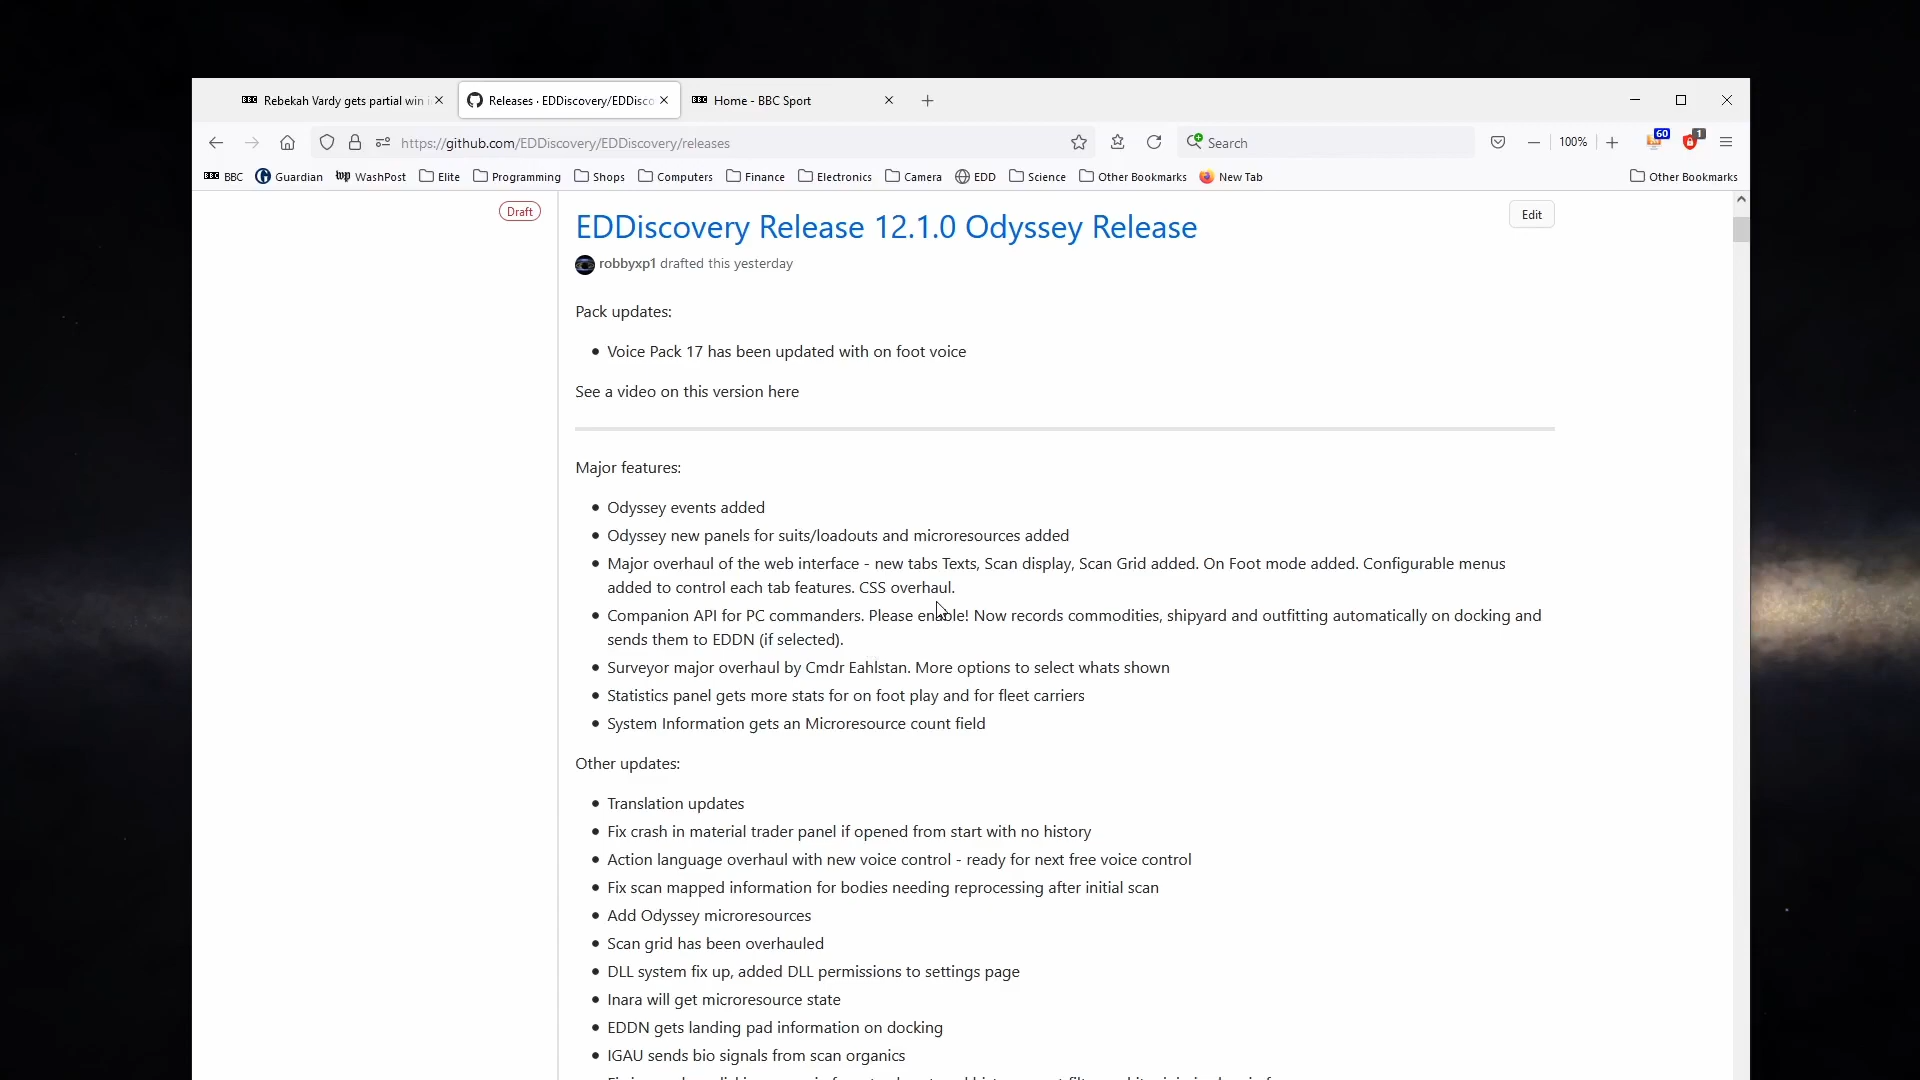 BBC Rebekah Vardy gets partial win i
Releases · EDDiscovery/EDDisco
BBC Home - BBC Sport
https://github.com/EDDiscovery/EDDiscovery/releases
Search
100%
60
1
BBC BBC
Guardian
wp WashPost
Elite
Programming
Shops
Computers
Finance
Electronics
Camera
EDD
Science
Other Bookmarks
New Tab
Other Bookmarks
Draft
EDDiscovery Release 12.1.0 Odyssey Release
Edit
robbyxp1 drafted this yesterday
Pack updates:
• Voice Pack 17 has been updated with on foot voice
See a video on this version here
Major features:
• Odyssey events added
• Odyssey new panels for suits/loadouts and microresources added
• Major overhaul of the web interface - new tabs Texts, Scan display, Scan Grid added. On Foot mode added. Configurable menus
added to control each tab features. CSS overhaul.
• Companion API for PC commanders. Please enable! Now records commodities, shipyard and outfitting automatically on docking and
sends them to EDDN (if selected).
• Surveyor major overhaul by Cmdr Eahlstan. More options to select whats shown
• Statistics panel gets more stats for on foot play and for fleet carriers
• System Information gets an Microresource count field
Other updates:
• Translation updates
• Fix crash in material trader panel if opened from start with no history
• Action language overhaul with new voice control - ready for next free voice control
• Fix scan mapped information for bodies needing reprocessing after initial scan
• Add Odyssey microresources
• Scan grid has been overhauled
• DLL system fix up, added DLL permissions to settings page
• Inara will get microresource state
• EDDN gets landing pad information on docking
• IGAU sends bio signals from scan organics